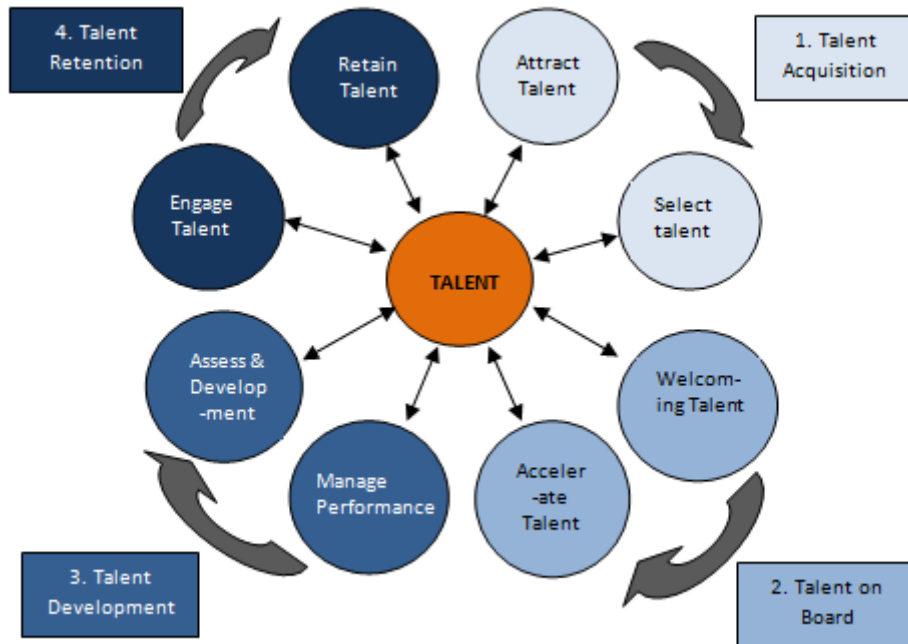 4. Talent
Retention
Retain
Talent
Attract
Talent
1. Talent
Acquisition
Engage
Talent
Select
talent
TALENT
Assess &
Develop
-ment
Welcom-
ing Talent
Manage
Performance
Acceler
-ate
Talent
3. Talent
Development
2. Talent on
Board